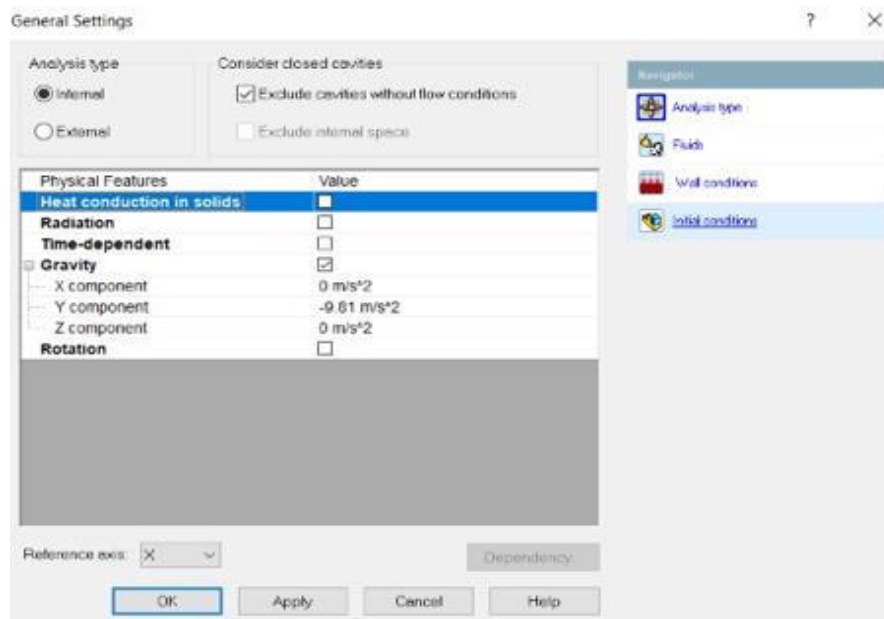 General Settings
Analysis type
Consider closed cavities
Internal
Exclude cavities without flow conditions
External
Exclude internal space
Physical Features Value
Heat conduction in solids
Radiation
Time-dependent
Gravity
X component 0 m/s^2
Y component -9.81 m/s^2
Z component 0 m/s^2
Rotation
Reference axis: X
Dependency
OK Apply Cancel Help
Navigator
Analysis type
Fluids
Wall conditions
Initial conditions